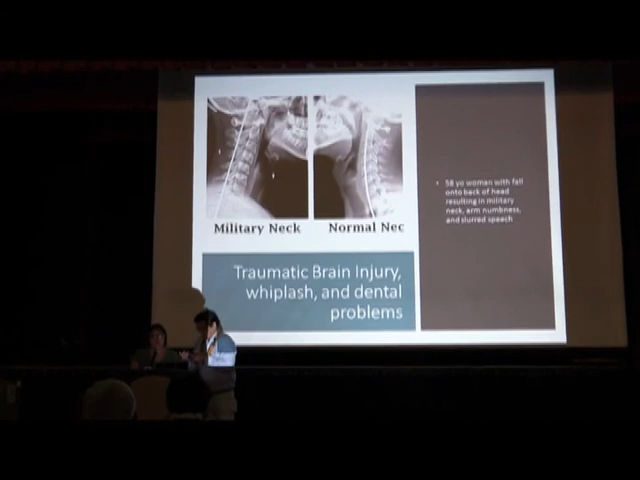 Military Neck
Normal Nec
Traumatic Brain Injury,
whiplash, and dental
problems
• 58 yo woman with fall
onto back of head
resulting in military
neck, arm numbness,
and slurred speech